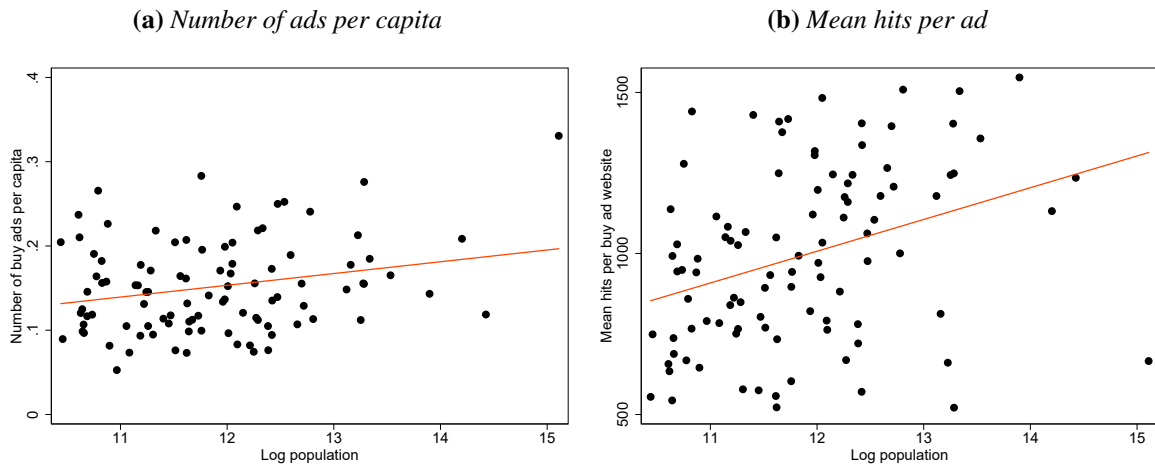 (a) Number of ads per capita
Number of buy ads per capita
.4
.3
.2
.1
0
11 12 13 14 15
Log population
(b) Mean hits per ad
Mean hits per buy ad website
1500
1000
500
11 12 13 14 15
Log population